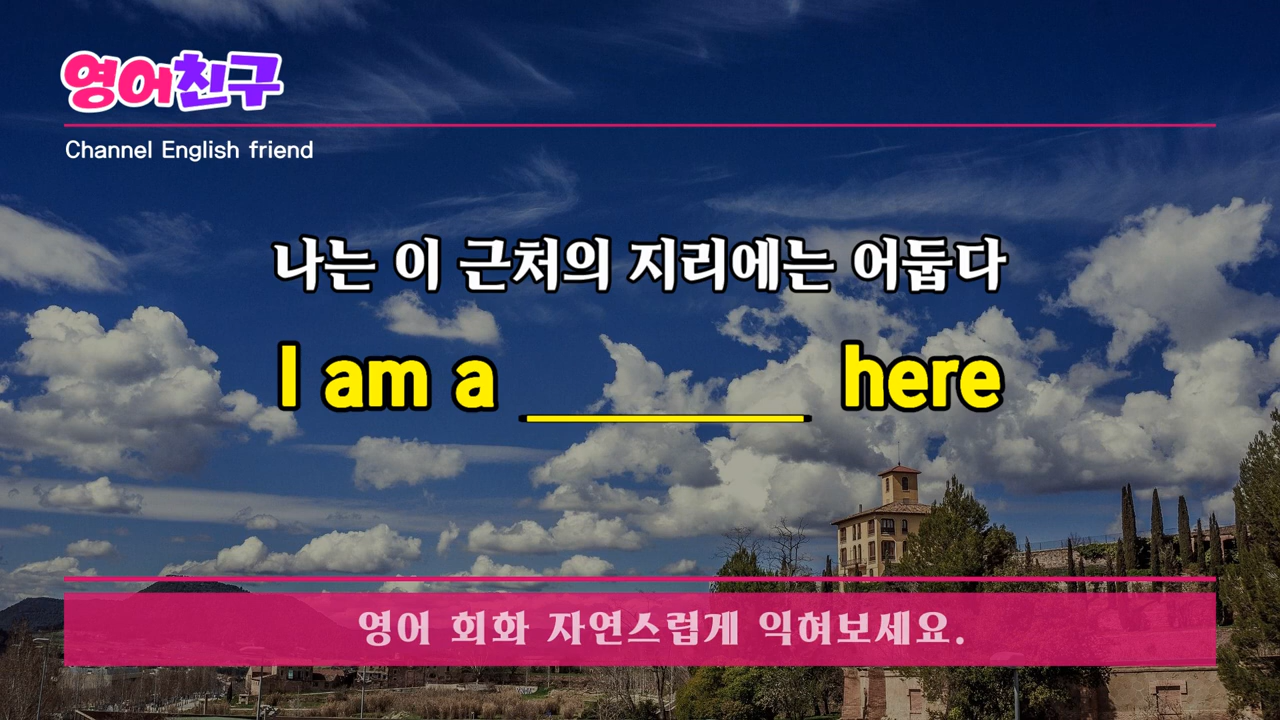 영어친구
Channel English friend
나는 이 근처의 지리에는 어둡다
I am a ________ here
영어 회화 자연스럽게 익혀보세요.